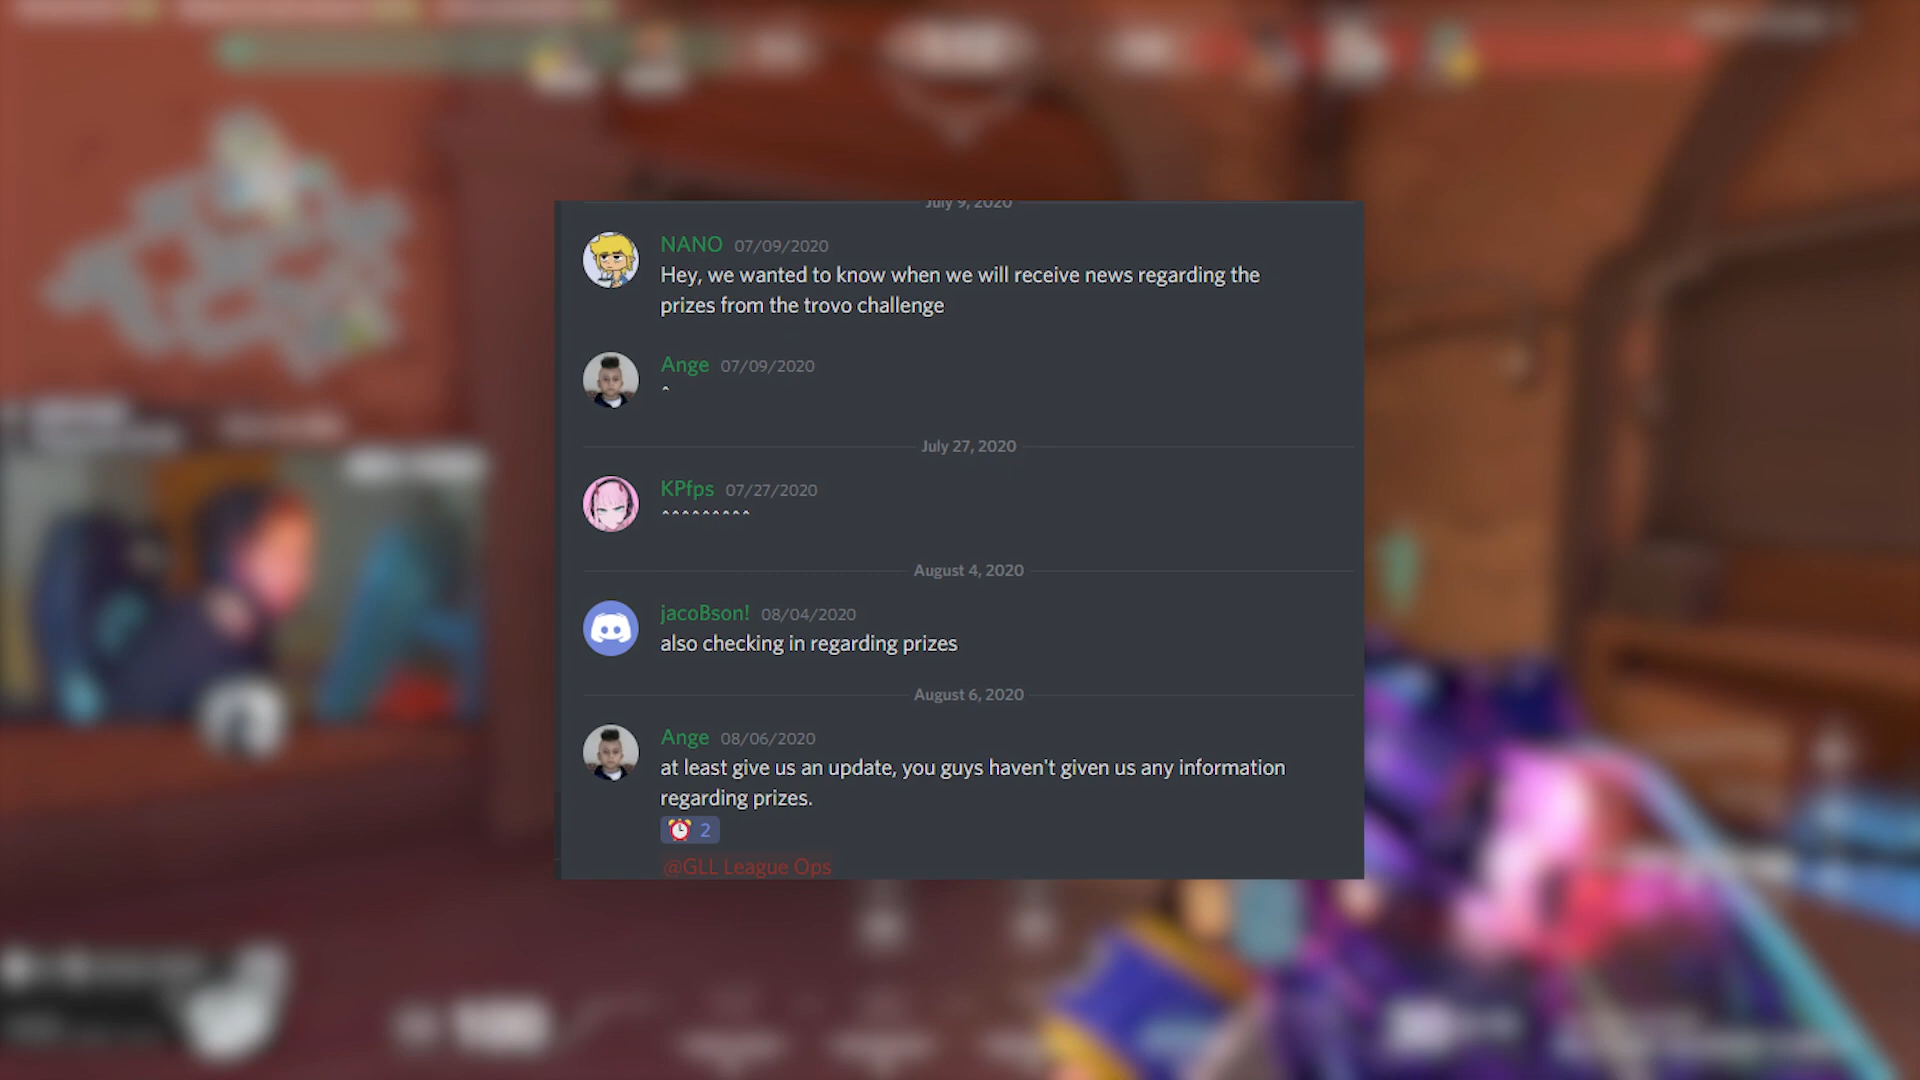 July 9, 2020
NANO 07/09/2020
Hey, we wanted to know when we will receive news regarding the
prizes from the trovo challenge
Ange 07/09/2020
^
July 27, 2020
KPfps 07/27/2020
^^^^^^^^^
August 4, 2020
jacoBson! 08/04/2020
also checking in regarding prizes
August 6, 2020
Ange 08/06/2020
at least give us an update, you guys haven't given us any information
regarding prizes.
2
@GLL League Ops